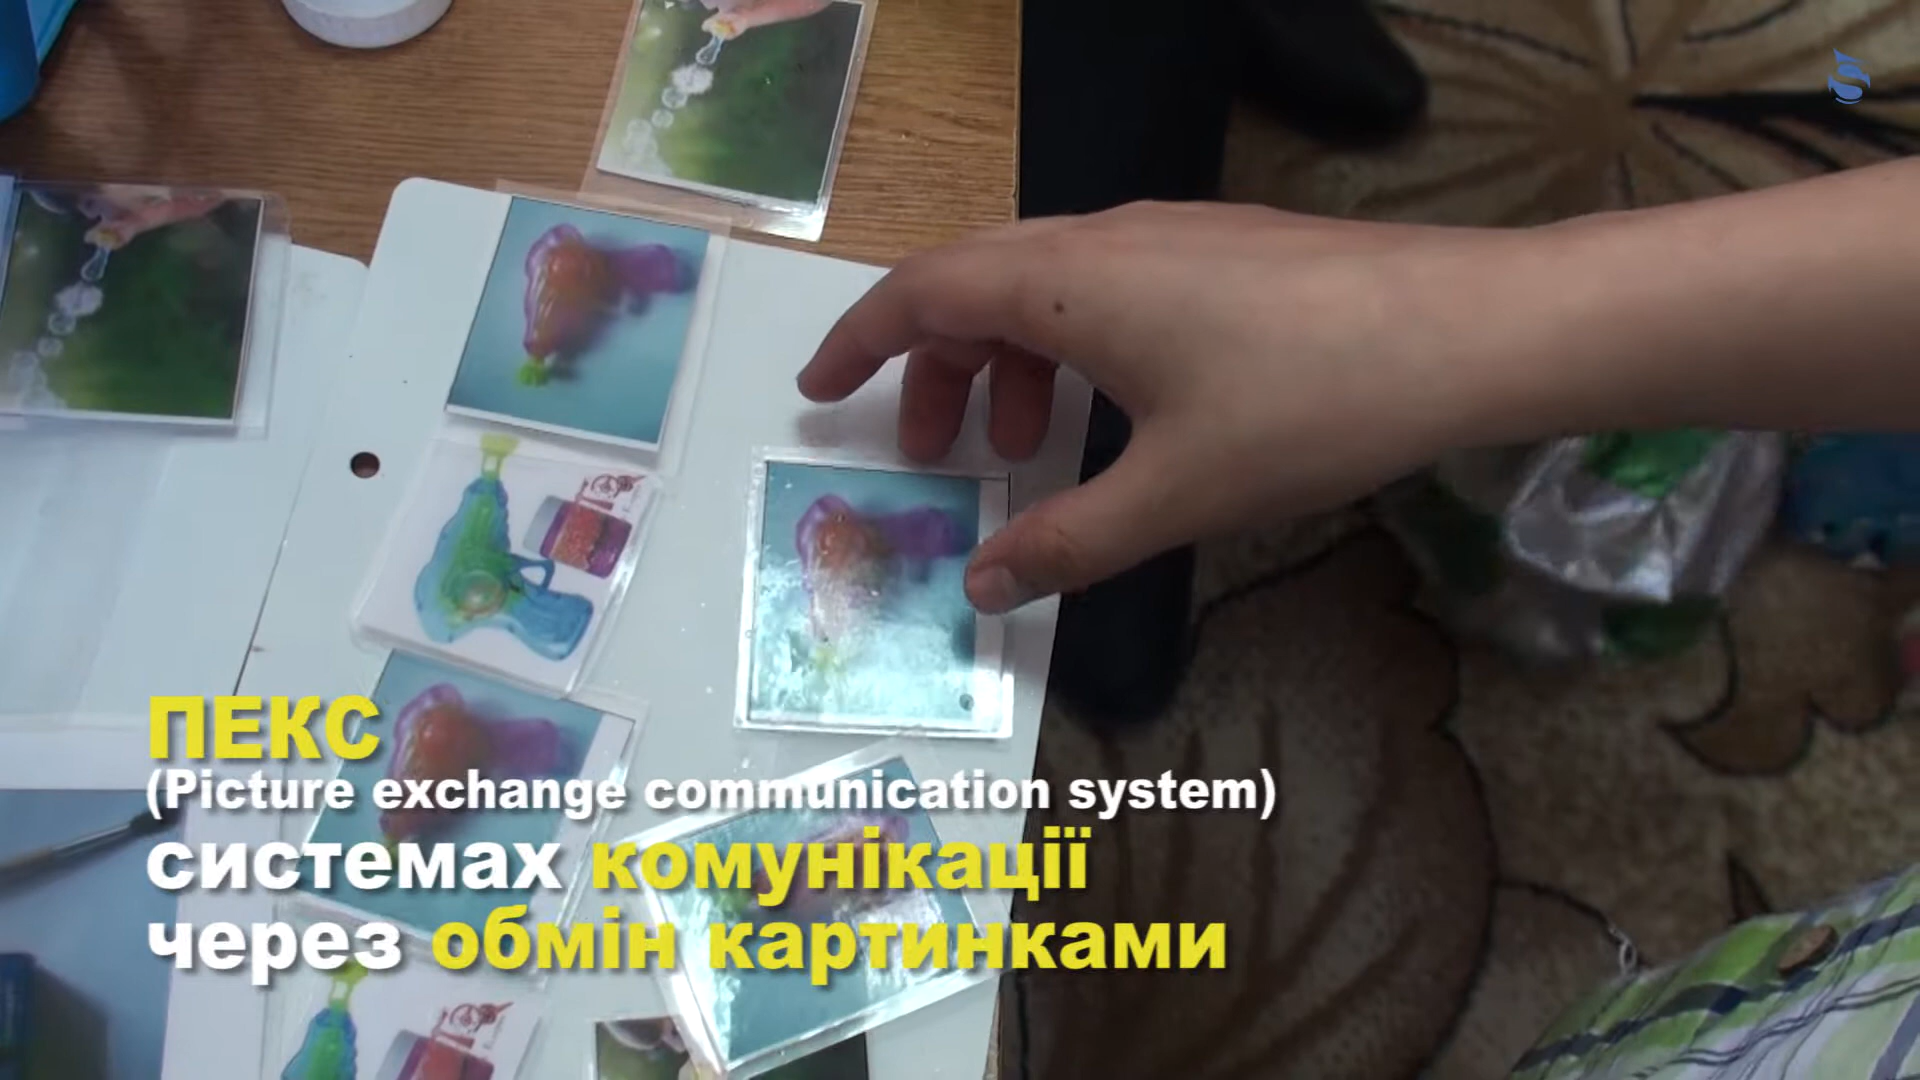 ПЕКС
(Picture exchange communication system)
системах комунікації
через обмін картинками